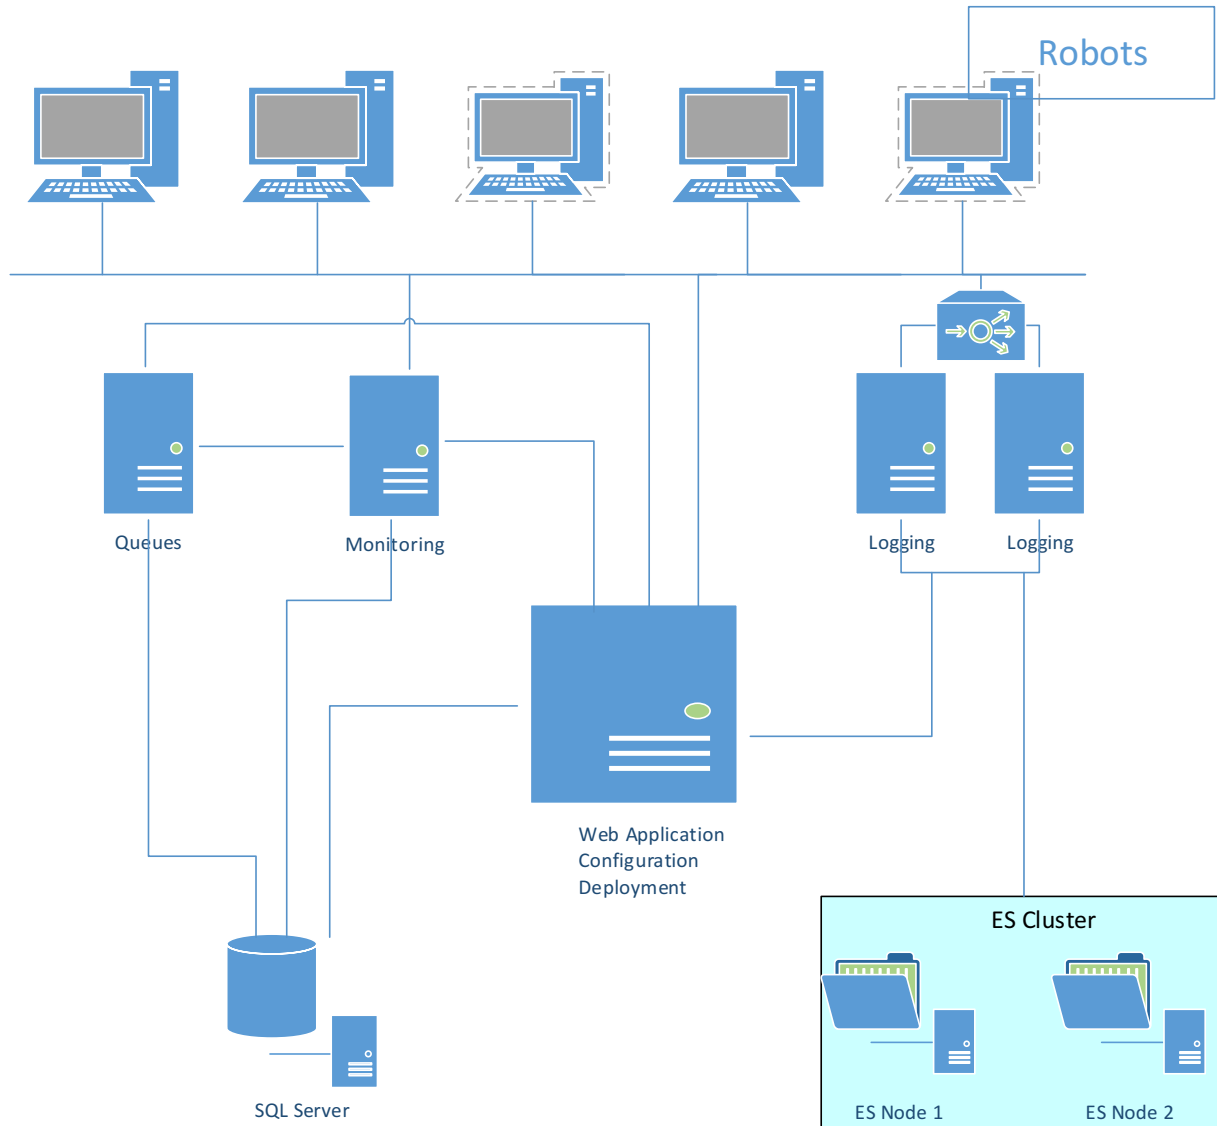 Robots
Queues
Monitoring
Logging
Logging
Web Application
Configuration
Deployment
ES Cluster
SQL Server
ES Node 1
ES Node 2